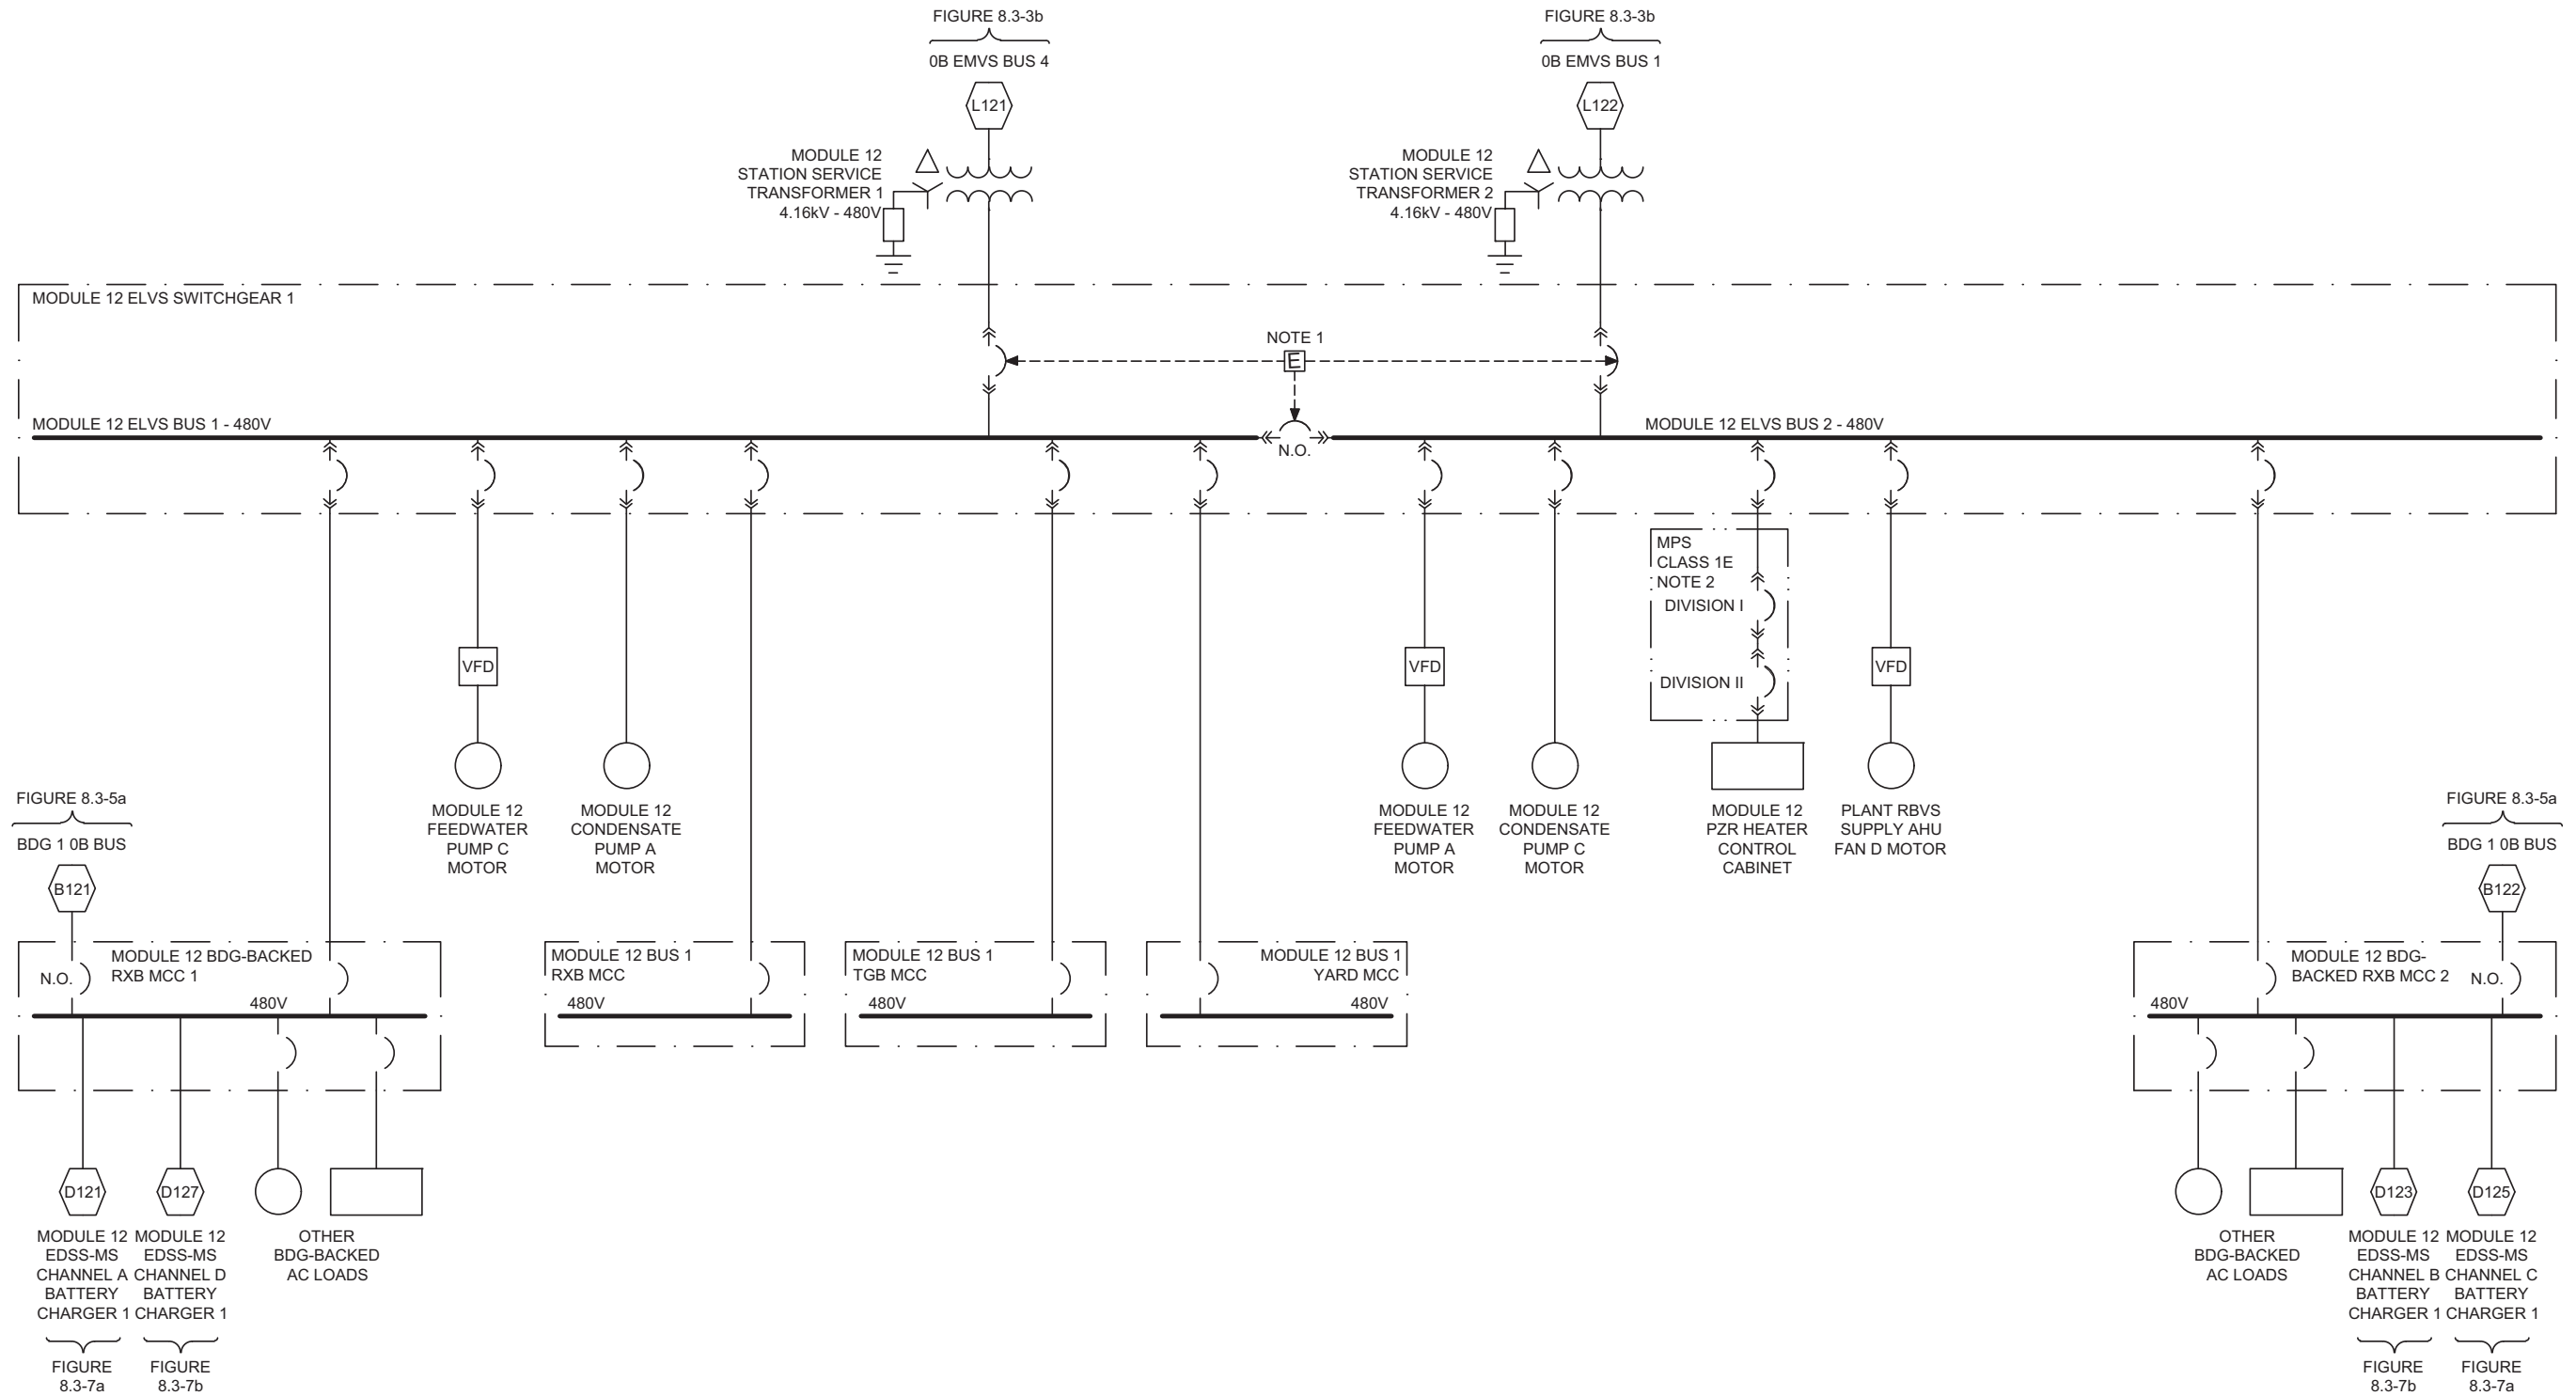 FIGURE 8.3-3b
0B EMVS BUS 4
L121
FIGURE 8.3-3b
0B EMVS BUS 1
L122
MODULE 12
STATION SERVICE
TRANSFORMER 1
4.16kV - 480V
MODULE 12
STATION SERVICE
TRANSFORMER 2
4.16kV - 480V
MODULE 12 ELVS SWITCHGEAR 1
NOTE 1
E
MODULE 12 ELVS BUS 1 - 480V
N.O.
MODULE 12 ELVS BUS 2 - 480V
MPS
CLASS 1E
NOTE 2
DIVISION I
DIVISION II
VFD
VFD
VFD
MODULE 12
FEEDWATER
PUMP C
MOTOR
MODULE 12
CONDENSATE
PUMP A
MOTOR
MODULE 12
FEEDWATER
PUMP A
MOTOR
MODULE 12
CONDENSATE
PUMP C
MOTOR
MODULE 12
PZR HEATER
CONTROL
CABINET
PLANT RBVS
SUPPLY AHU
FAN D MOTOR
FIGURE 8.3-5a
BDG 1 0B BUS
B121
FIGURE 8.3-5a
BDG 1 0B BUS
B122
N.O.
MODULE 12 BDG-BACKED
RXB MCC 1
480V
MODULE 12 BUS 1
RXB MCC
480V
MODULE 12 BUS 1
TGB MCC
480V
MODULE 12 BUS 1
YARD MCC
480V
MODULE 12 BDG-
BACKED RXB MCC 2
N.O.
480V
D121
MODULE 12
EDSS-MS
CHANNEL A
BATTERY
CHARGER 1
FIGURE
8.3-7a
D127
MODULE 12
EDSS-MS
CHANNEL D
BATTERY
CHARGER 1
FIGURE
8.3-7b
OTHER
BDG-BACKED
AC LOADS
OTHER
BDG-BACKED
AC LOADS
D123
MODULE 12
EDSS-MS
CHANNEL B
BATTERY
CHARGER 1
FIGURE
8.3-7b
D125
MODULE 12
EDSS-MS
CHANNEL C
BATTERY
CHARGER 1
FIGURE
8.3-7a